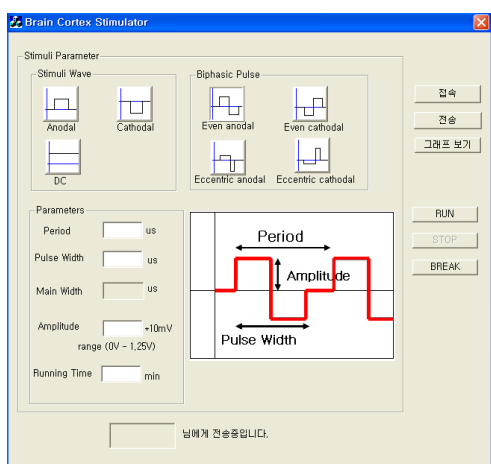 Brain Cortex Stimulator
Stimuli Parameter
Stimuli Wave
Anodal
Cathodal
DC
Biphasic Pulse
Even anodal
Even cathodal
Eccentric anodal
Eccentric cathodal
접속
전송
그래프 보기
RUN
STOP
BREAK
Parameters
Period us
Pulse Width us
Main Width us
Amplitude *10mV
range (0V - 1,25V)
Running Time min
Period
Amplitude
Pulse Width
님에게 전송중입니다,